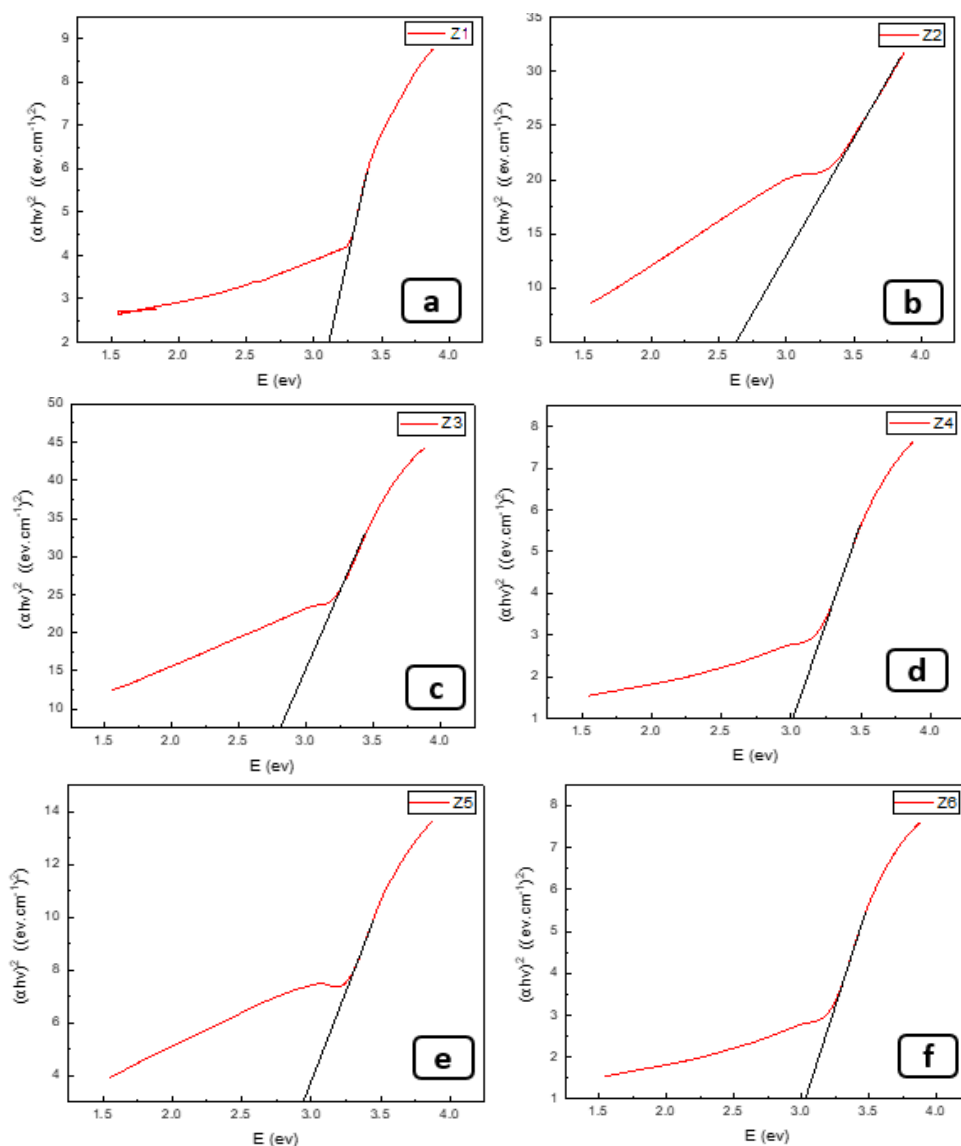 Z1
9
8
7
6
5
4
3
2
(αhν)² ((ev.cm⁻¹)²)
1.5 2.0 2.5 3.0 3.5 4.0
E (ev)
a
Z2
35
30
25
20
15
10
5
(αhν)² ((ev.cm⁻¹)²)
1.5 2.0 2.5 3.0 3.5 4.0
E (ev)
b
Z3
50
45
40
35
30
25
20
15
10
(αhν)² ((ev.cm⁻¹)²)
1.5 2.0 2.5 3.0 3.5 4.0
E (ev)
c
Z4
8
7
6
5
4
3
2
1
(αhν)² ((ev.cm⁻¹)²)
1.5 2.0 2.5 3.0 3.5 4.0
E (ev)
d
Z5
14
12
10
8
6
4
(αhν)² ((ev.cm⁻¹)²)
1.5 2.0 2.5 3.0 3.5 4.0
E (ev)
e
Z6
8
7
6
5
4
3
2
1
(αhν)² ((ev.cm⁻¹)²)
1.5 2.0 2.5 3.0 3.5 4.0
E (ev)
f